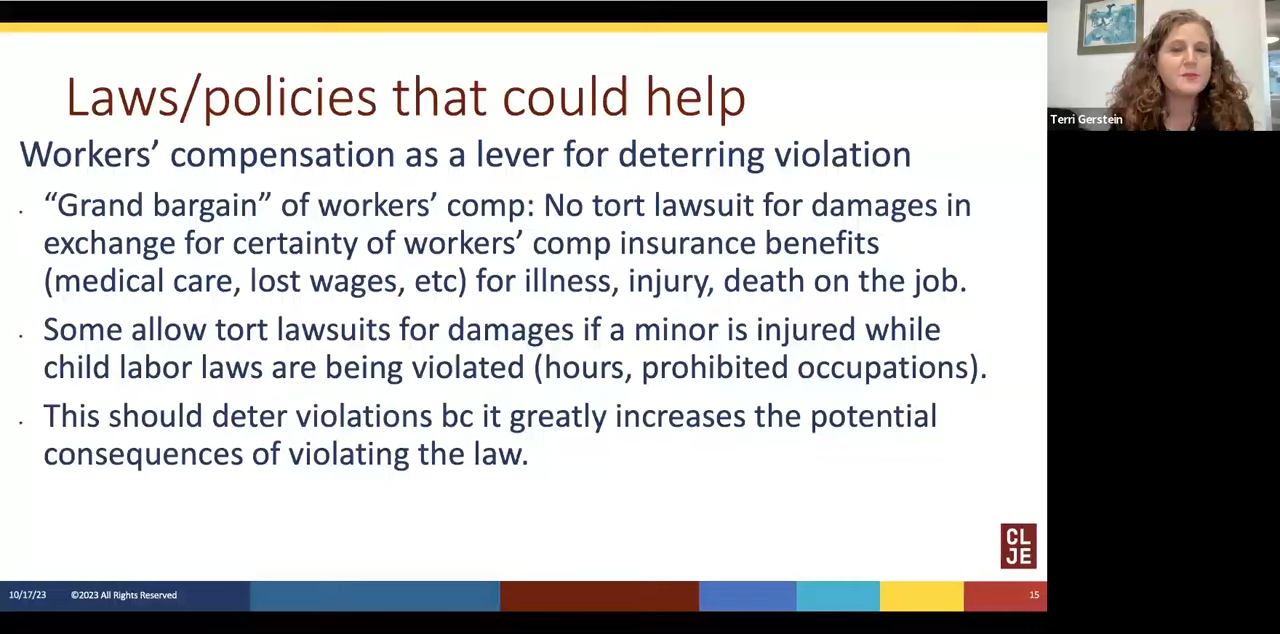 Laws/policies that could help
Workers’ compensation as a lever for deterring violation
· “Grand bargain” of workers’ comp: No tort lawsuit for damages in
exchange for certainty of workers’ comp insurance benefits
(medical care, lost wages, etc) for illness, injury, death on the job.
· Some allow tort lawsuits for damages if a minor is injured while
child labor laws are being violated (hours, prohibited occupations).
· This should deter violations bc it greatly increases the potential
consequences of violating the law.
CL
JE
10/17/23 ©2023 All Rights Reserved 15
Terri Gerstein